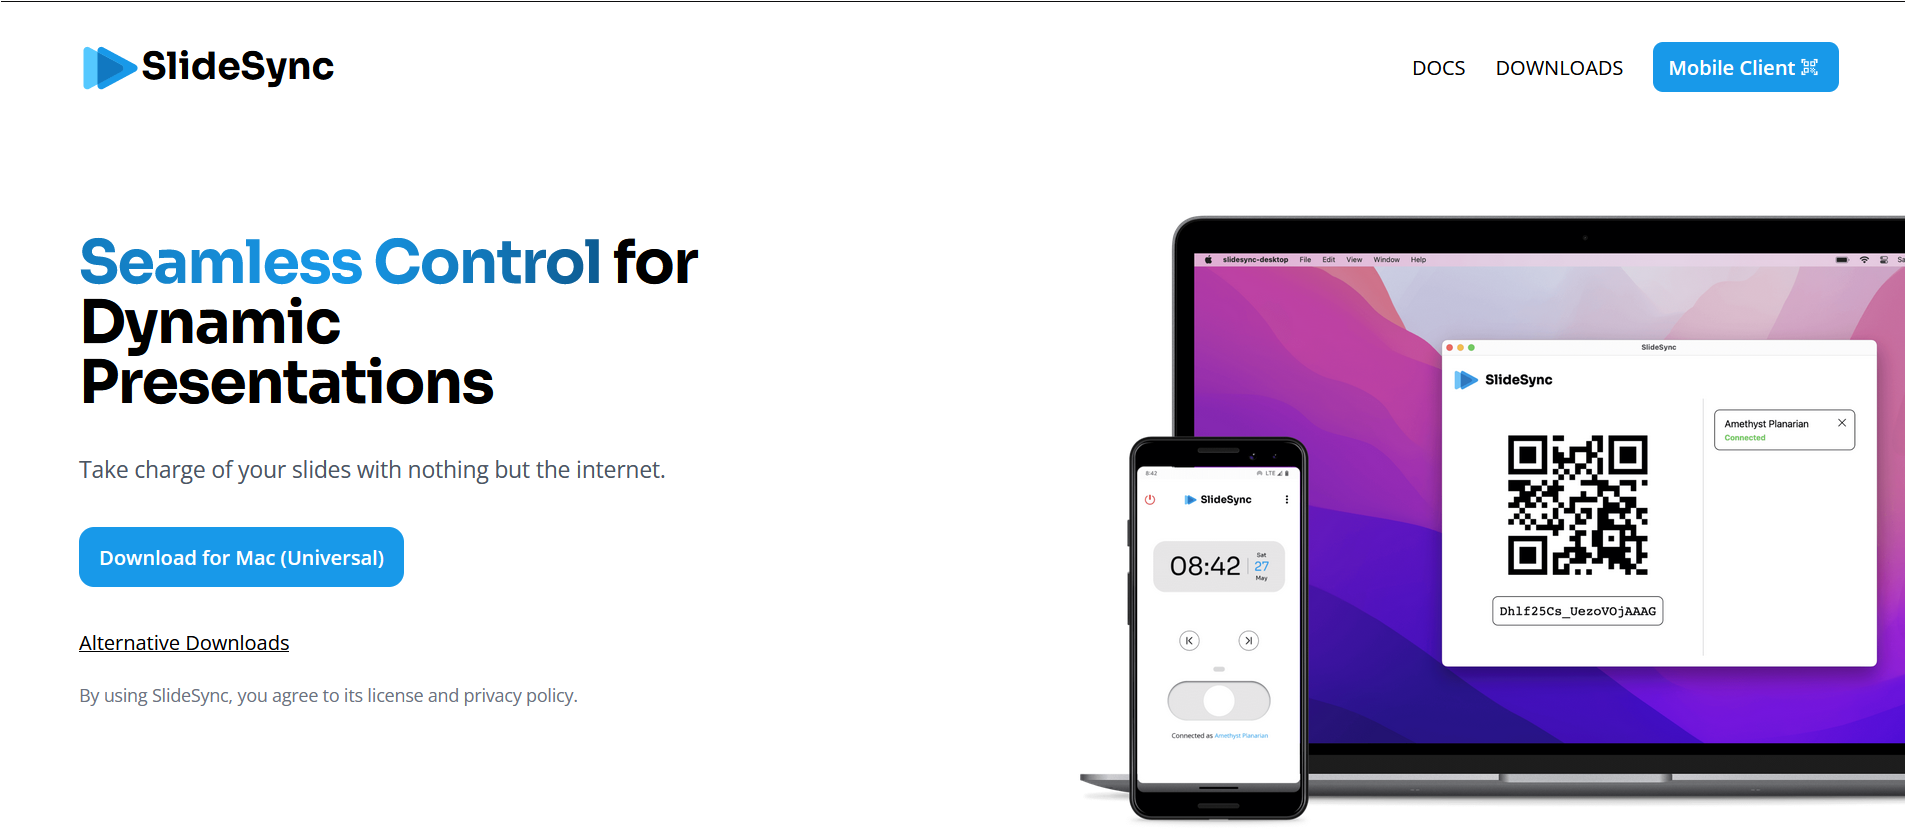 SlideSync
DOCS
DOWNLOADS
Mobile Client
Seamless Control for
Dynamic
Presentations
Take charge of your slides with nothing but the internet.
Download for Mac (Universal)
Alternative Downloads
By using SlideSync, you agree to its license and privacy policy.
slidesync-desktop File Edit View Window Help
Sa
SlideSync
SlideSync
Amethyst Planarian
Connected
Dhlf25Cs_UezoVOjAAAG
8:42
LTE
SlideSync
08:42
Sat
27
May
Connected as Amethyst Planarian